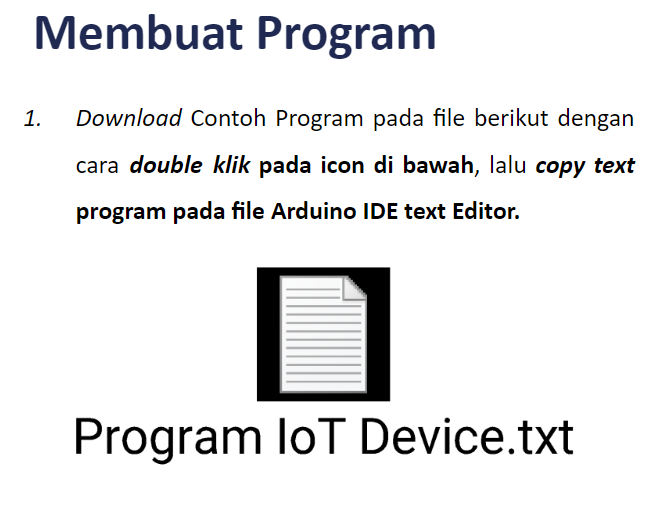 Membuat Program
1. Download Contoh Program pada file berikut dengan
cara double klik pada icon di bawah, lalu copy text
program pada file Arduino IDE text Editor.
Program IoT Device.txt